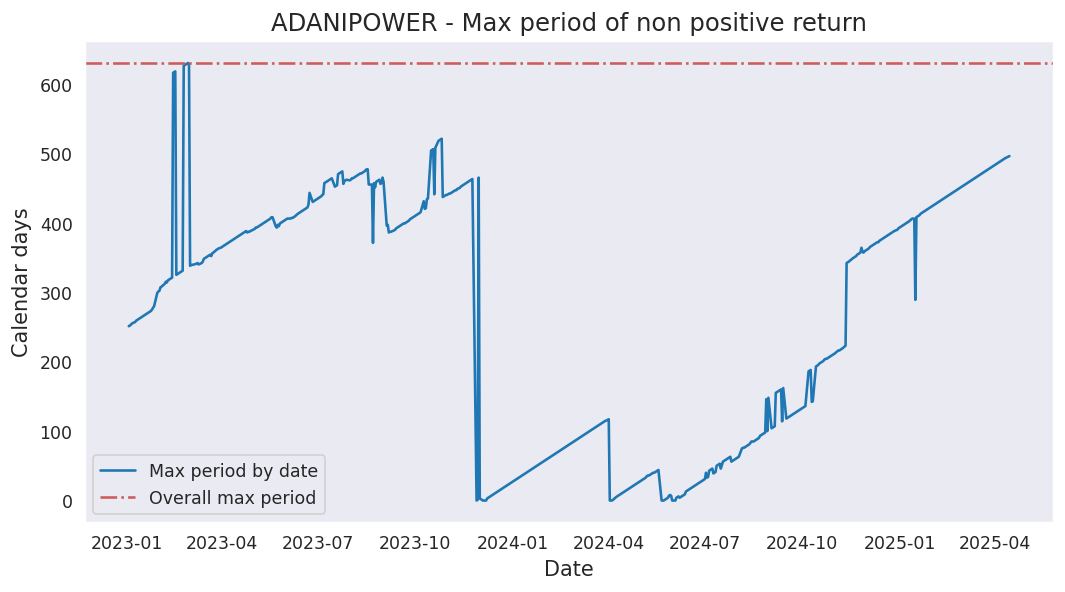 ADANIPOWER - Max period of non positive return
600
500
400
300
200
100
0
Calendar days
Max period by date
Overall max period
2023-01 2023-04 2023-07 2023-10 2024-01 2024-04 2024-07 2024-10 2025-01 2025-04
Date